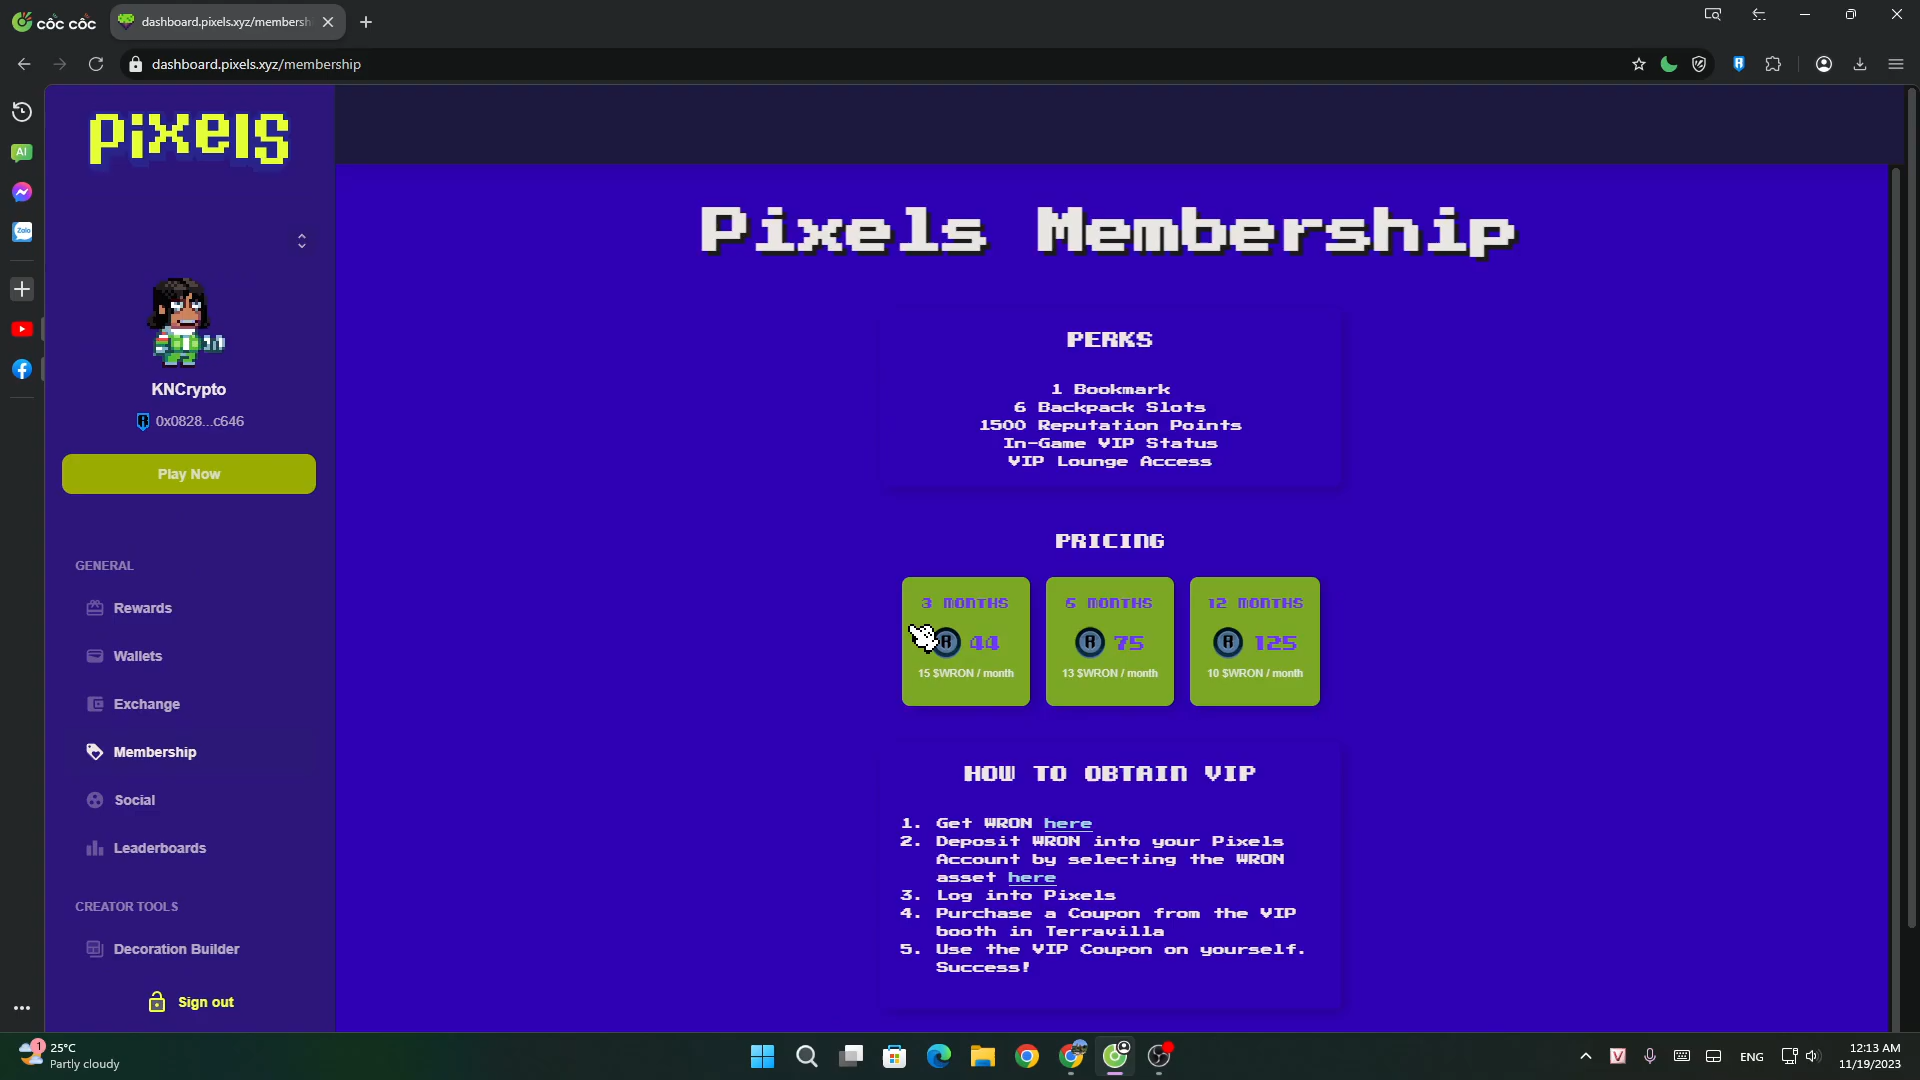 cốc cốc
dashboard.pixels.xyz/membersh
dashboard.pixels.xyz/membership
AI
Zalo
pixels
KNCrypto
0x0828...c646
Play Now
GENERAL
Rewards
Wallets
Exchange
Membership
Social
Leaderboards
CREATOR TOOLS
Decoration Builder
Sign out
Pixels Membership
PERKS
1 Bookmark
6 Backpack Slots
1500 Reputation Points
In-Game VIP Status
VIP Lounge Access
PRICING
3 MONTHS
44
15 $WRON / month
6 MONTHS
75
13 $WRON / month
12 MONTHS
125
10 $WRON / month
HOW TO OBTAIN VIP
1. Get WRON here
2. Deposit WRON into your Pixels
Account by selecting the WRON
asset here
3. Log into Pixels
4. Purchase a Coupon from the VIP
booth in Terravilla
5. Use the VIP Coupon on yourself.
Success!
1
25°C
Partly cloudy
V
ENG
12:13 AM
11/19/2023